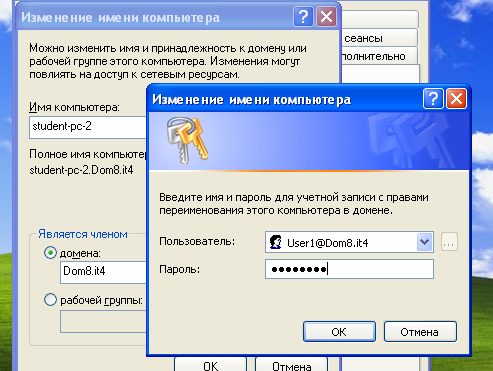 Изменение имени компьютера
Можно изменить имя и принадлежность к домену или
рабочей группе этого компьютера. Изменения могут
повлиять на доступ к сетевым ресурсам.
Имя компьютера:
student-pc-2
Полное имя компьютер
student-pc-2.Dom8.it4
Является членом
домена:
Dom8.it4
рабочей группы:
OK
Отмена
сеансы
полнительно
Изменение имени компьютера
Введите имя и пароль для учетной записи с правами
переименования этого компьютера в домене.
Пользователь:
User1@Dom8.it4
...
Пароль:
●●●●●●●●
OK
Отмена